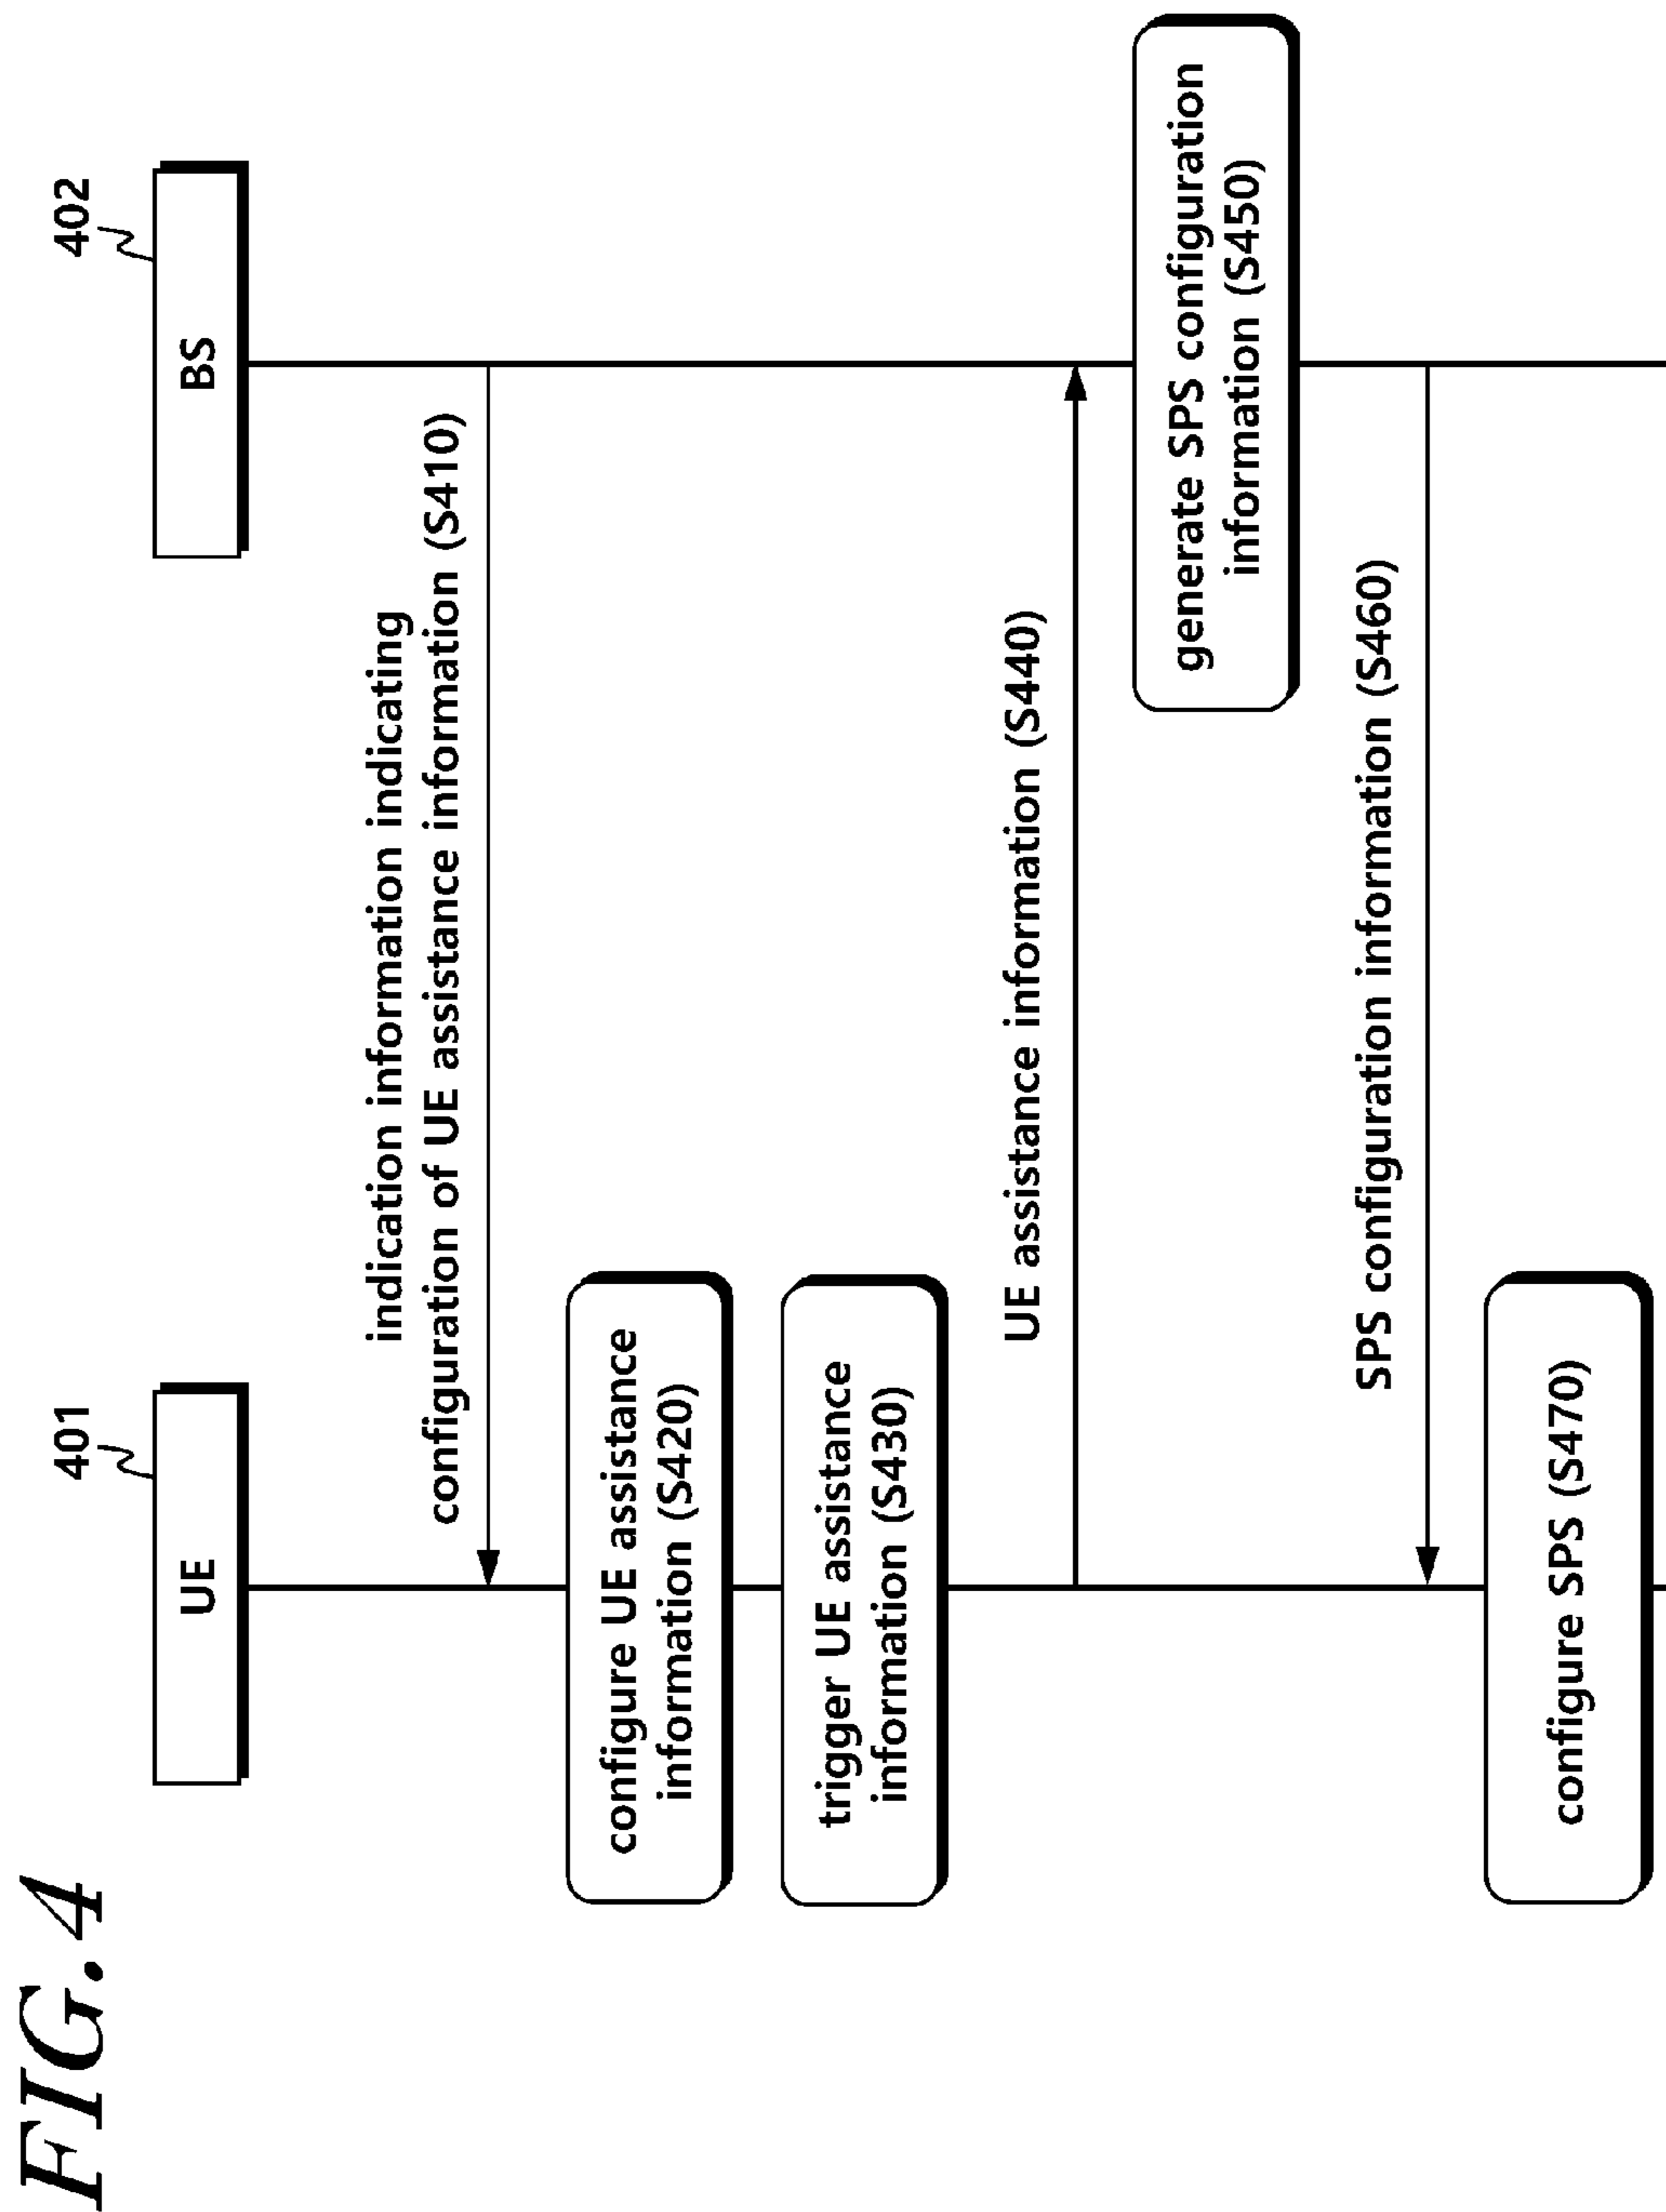 FIG.4
401
402
UE
BS
indication information indicating
configuration of UE assistance information (S410)
configure UE assistance
information (S420)
trigger UE assistance
information (S430)
UE assistance information (S440)
generate SPS configuration
information (S450)
SPS configuration information (S460)
configure SPS (S470)